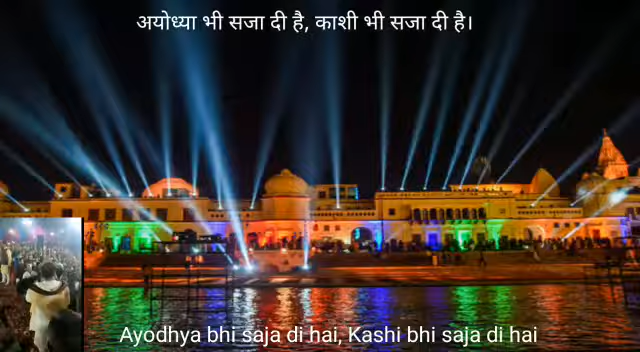 अयोध्या भी सजा दी है, काशी भी सजा दी है।
Ayodhya bhi saja di hai, Kashi bhi saja di hai